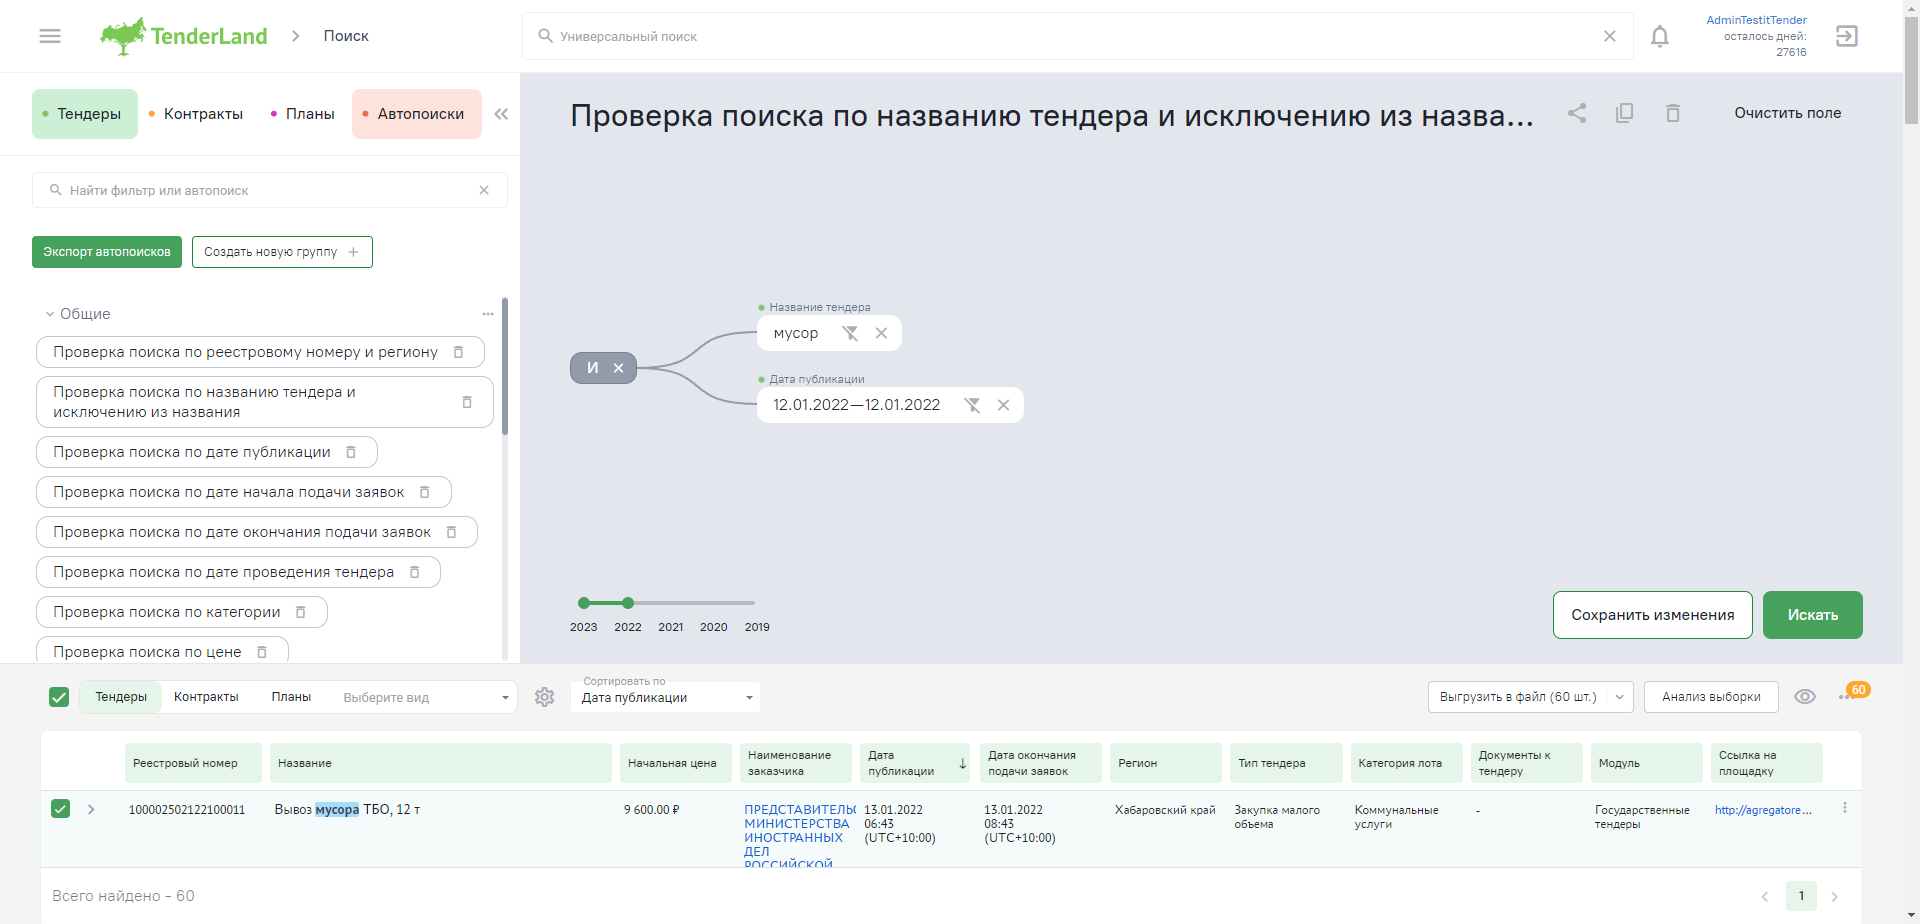 TenderLand
Поиск
Универсальный поиск
AdminTestitTender
осталось дней:
27616
Тендеры
Контракты
Планы
Автопоиски
Найти фильтр или автопоиск
Экспорт автопоисков
Создать новую группу
Общие
Проверка поиска по реестровому номеру и региону
Проверка поиска по названию тендера и
исключению из названия
Проверка поиска по дате публикации
Проверка поиска по дате начала подачи заявок
Проверка поиска по дате окончания подачи заявок
Проверка поиска по дате проведения тендера
Проверка поиска по категории
Проверка поиска по цене
Проверка поиска по названию тендера и исключению из назва...
Очистить поле
Название тендера
мусор
И
Дата публикации
12.01.2022—12.01.2022
2023 2022 2021 2020 2019
Сохранить изменения
Искать
Тендеры
Контракты
Планы
Выберите вид
Сортировать по
Дата публикации
Выгрузить в файл (60 шт.)
Анализ выборки
60
Реестровый номер
Название
Начальная цена
Наименование
заказчика
Дата
публикации
Дата окончания
подачи заявок
Регион
Тип тендера
Категория лота
Документы к
тендеру
Модуль
Ссылка на
площадку
100002502122100011
Вывоз мусора ТБО, 12 т
9 600.00 ₽
ПРЕДСТАВИТЕЛЬС
МИНИСТЕРСТВА
ИНОСТРАННЫХ
ДЕЛ
РОССИЙСКОЙ
13.01.2022
06:43
(UTC+10:00)
13.01.2022
08:43
(UTC+10:00)
Хабаровский край
Закупка малого
объема
Коммунальные
услуги
-
Государственные
тендеры
http://agregatore...
Всего найдено - 60
1